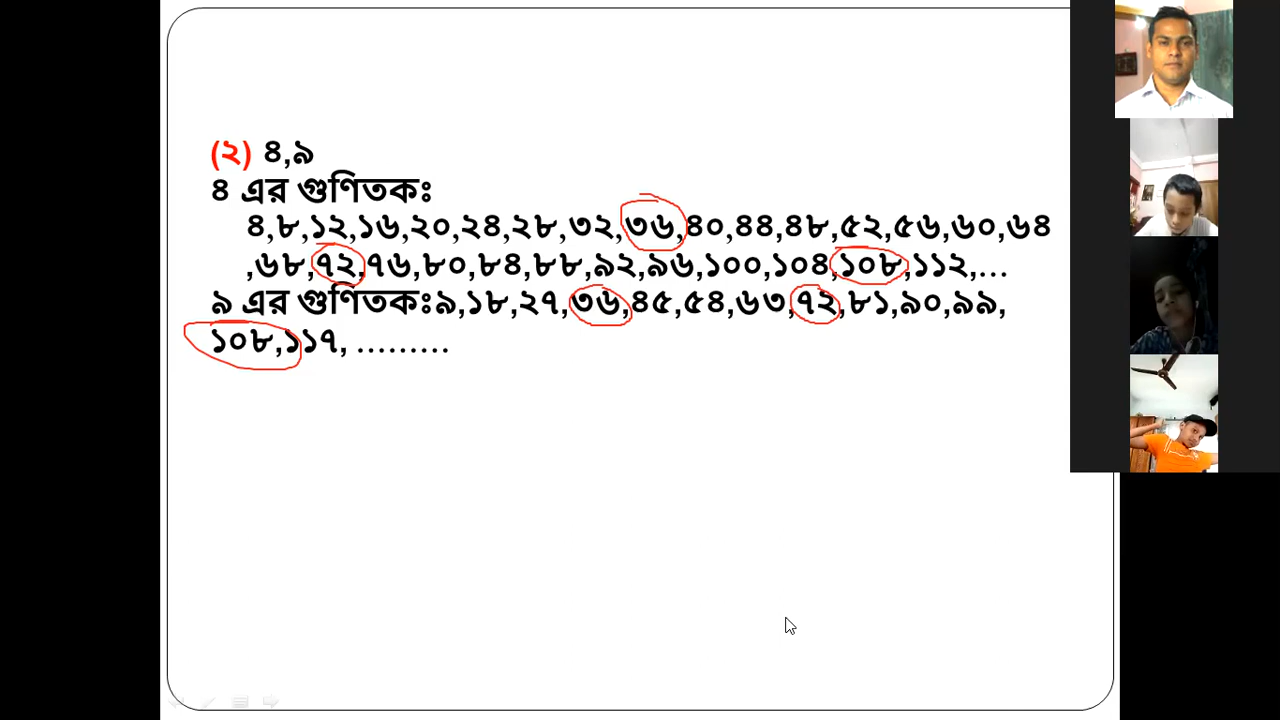 (২) ৪,৯
৪ এর গুণিতকঃ
৪,৮,১২,১৬,২০,২৪,২৮,৩২,৩৬,৪০,৪৪,৪৮,৫২,৫৬,৬০,৬৪
,৬৮,৭২,৭৬,৮০,৮৪,৮৮,৯২,৯৬,১০০,১০৪,১০৮,১১২,...
৯ এর গুণিতকঃ৯,১৮,২৭,৩৬,৪৫,৫৪,৬৩,৭২,৮১,৯০,৯৯,
১০৮,১১৭, .........